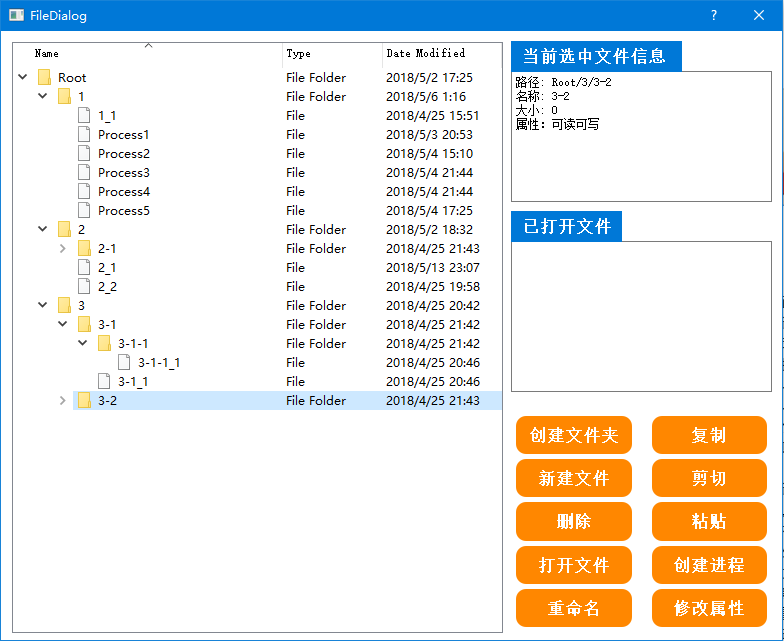 FileDialog
?
Name Type Date Modified
Root File Folder 2018/5/2 17:25
1 File Folder 2018/5/6 1:16
1_1 File 2018/4/25 15:51
Process1 File 2018/5/3 20:53
Process2 File 2018/5/4 15:10
Process3 File 2018/5/4 21:44
Process4 File 2018/5/4 21:44
Process5 File 2018/5/4 17:25
2 File Folder 2018/5/2 18:32
2-1 File Folder 2018/4/25 21:43
2_1 File 2018/5/13 23:07
2_2 File 2018/4/25 19:58
3 File Folder 2018/4/25 20:42
3-1 File Folder 2018/4/25 21:42
3-1-1 File Folder 2018/4/25 21:42
3-1-1_1 File 2018/4/25 20:46
3-1_1 File 2018/4/25 20:46
3-2 File Folder 2018/4/25 21:43
当前选中文件信息
路径: Root/3/3-2
名称: 3-2
大小: 0
属性: 可读可写
已打开文件
创建文件夹 复制
新建文件 剪切
删除 粘贴
打开文件 创建进程
重命名 修改属性